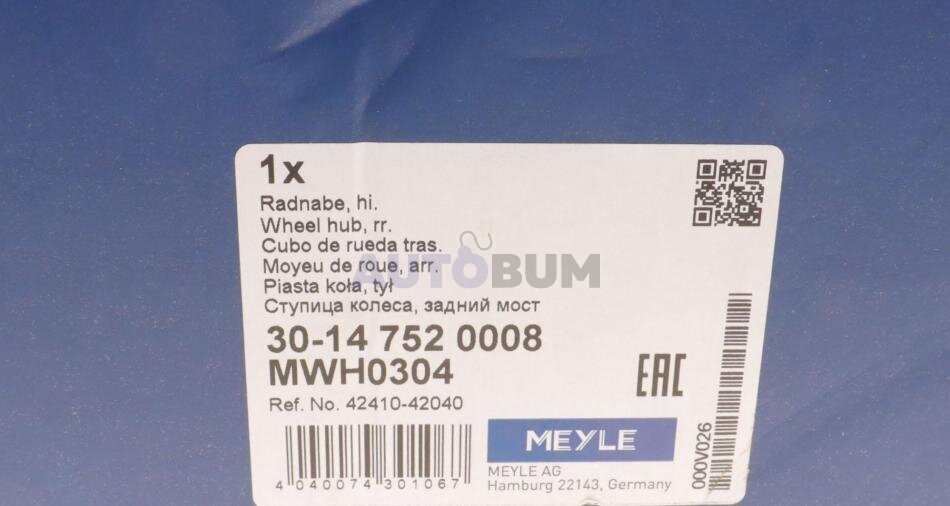 1x
Radnabe, hi.
Wheel hub, rr.
Cubo de rueda tras.
Moyeu de roue, arr.
Piasta koła, tył
Ступица колеса, задний мост
AUTOBUM
30-14 752 0008
MWH0304
EAC
Ref. No. 42410-42040
MEYLE
MEYLE AG
Hamburg 22143, Germany
4 040074 301067
000V026